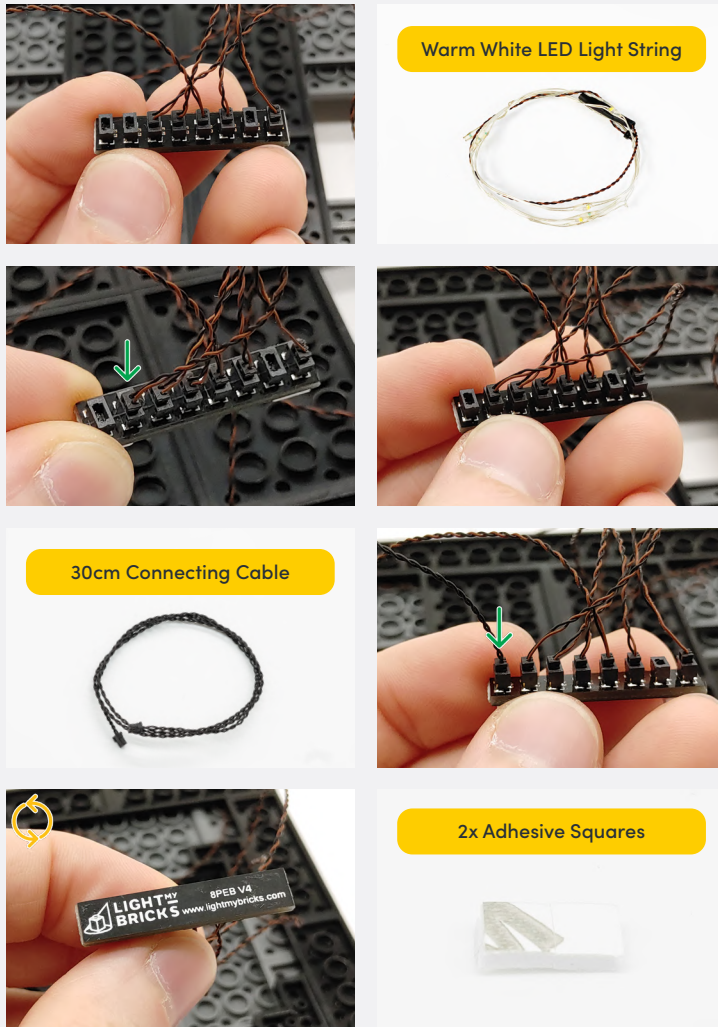 Warm White LED Light String
30cm Connecting Cable
LIGHT MY
BRICKS
8PEB V4
www.lightmybricks.com
2x Adhesive Squares